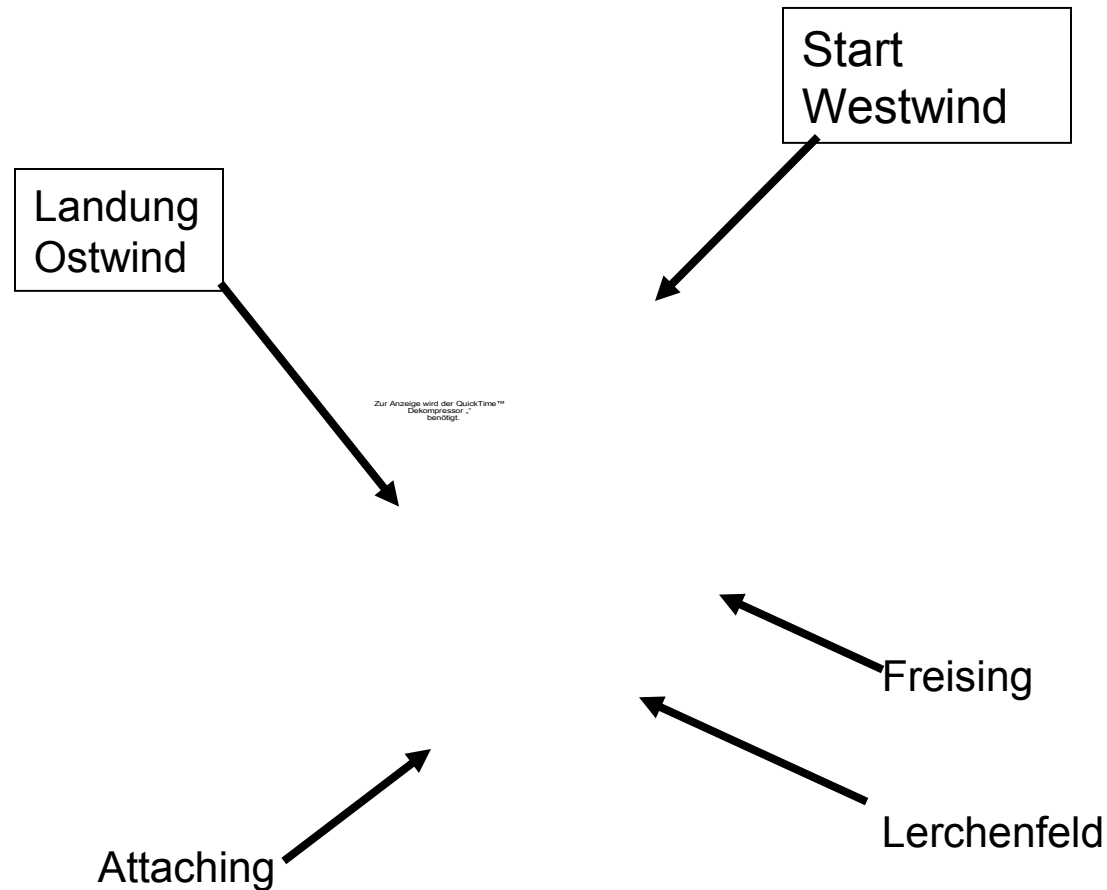 Start
Westwind
Landung
Ostwind
Zur Anzeige wird der QuickTime™
Dekompressor „“
benötigt.
Freising
Lerchenfeld
Attaching